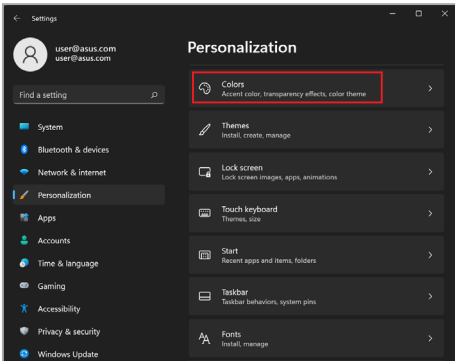 Settings
user@asus.com
user@asus.com
Find a setting
System
Bluetooth & devices
Network & internet
Personalization
Apps
Accounts
Time & language
Gaming
Accessibility
Privacy & security
Windows Update
Personalization
Colors
Accent color, transparency effects, color theme
Themes
Install, create, manage
Lock screen
Lock screen images, apps, animations
Touch keyboard
Themes, size
Start
Recent apps and items, folders
Taskbar
Taskbar behaviors, system pins
Fonts
Install, manage